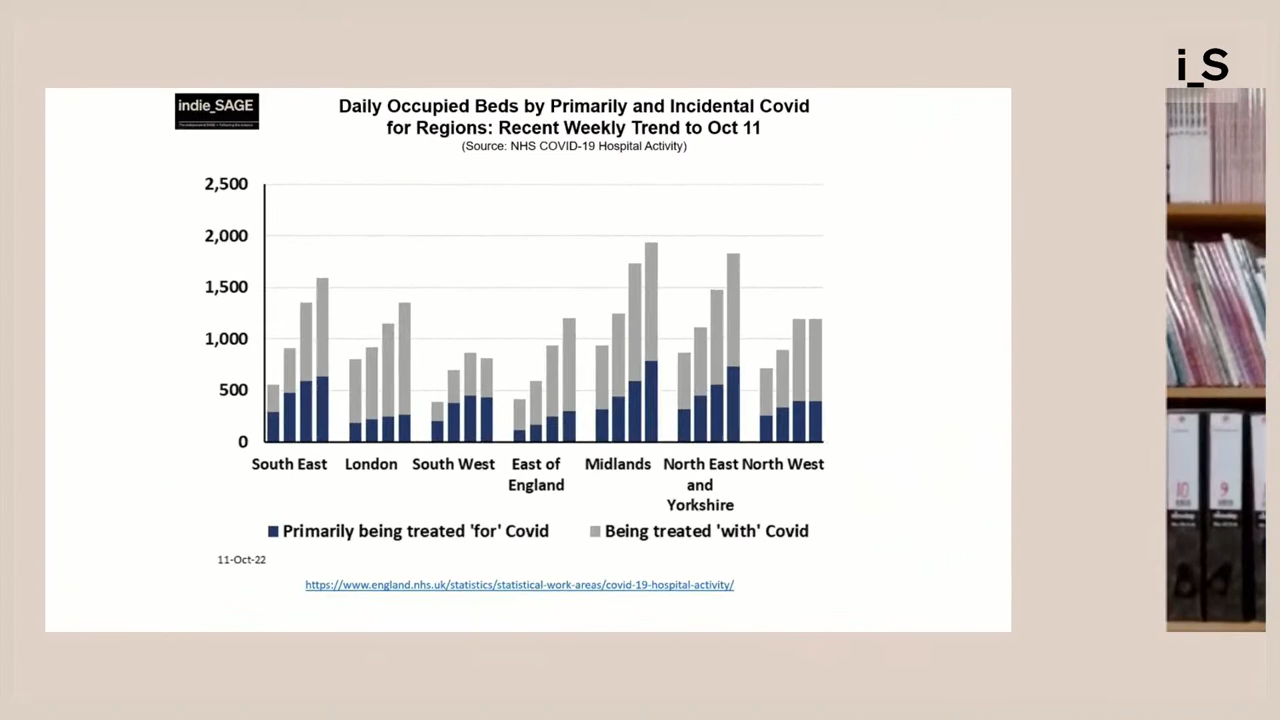 i_S
indie_SAGE
Daily Occupied Beds by Primarily and Incidental Covid
for Regions: Recent Weekly Trend to Oct 11
(Source: NHS COVID-19 Hospital Activity)
2,500
2,000
1,500
1,000
500
0
South East
London
South West
East of
England
Midlands
North East
and
Yorkshire
North West
Primarily being treated 'for' Covid
Being treated 'with' Covid
11-Oct-22
https://www.england.nhs.uk/statistics/statistical-work-areas/covid-19-hospital-activity/
10
9